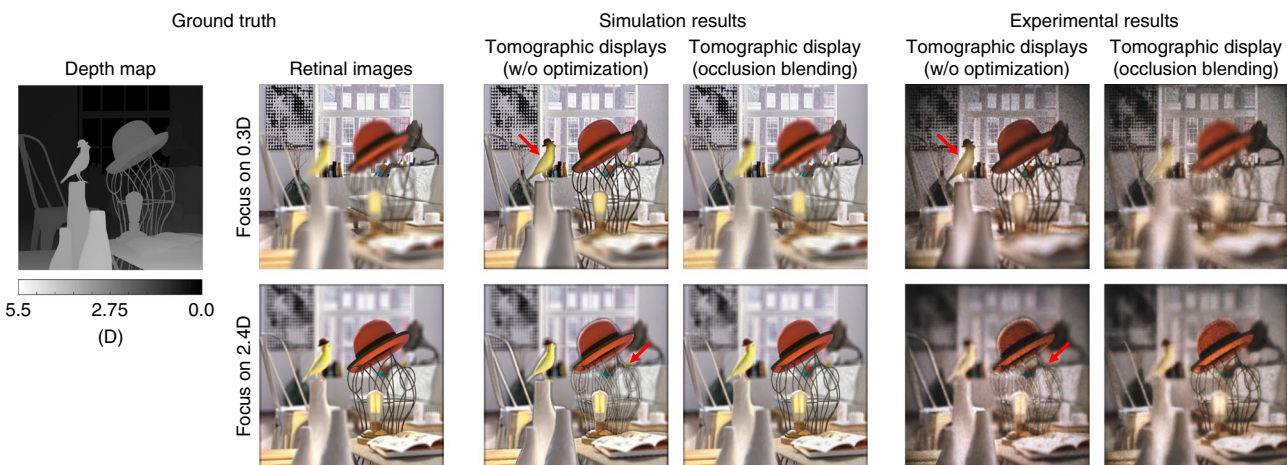 Ground truth
Simulation results
Experimental results
Depth map
Retinal images
Tomographic displays
(w/o optimization)
Tomographic display
(occlusion blending)
Tomographic displays
(w/o optimization)
Tomographic display
(occlusion blending)
Focus on 0.3D
5.5
2.75
0.0
(D)
Focus on 2.4D